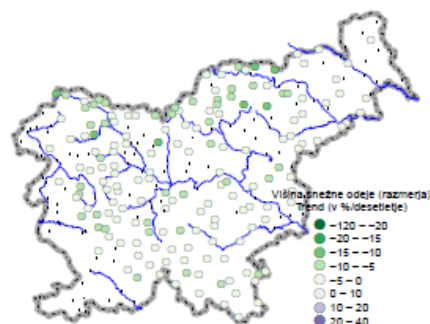 Višina snežne odeje (razmerja)
Trend (v %/desetletje)
−120 – −20
−20 – −15
−15 – −10
−10 – −5
−5 – 0
0 – 10
10 – 20
20 – 40